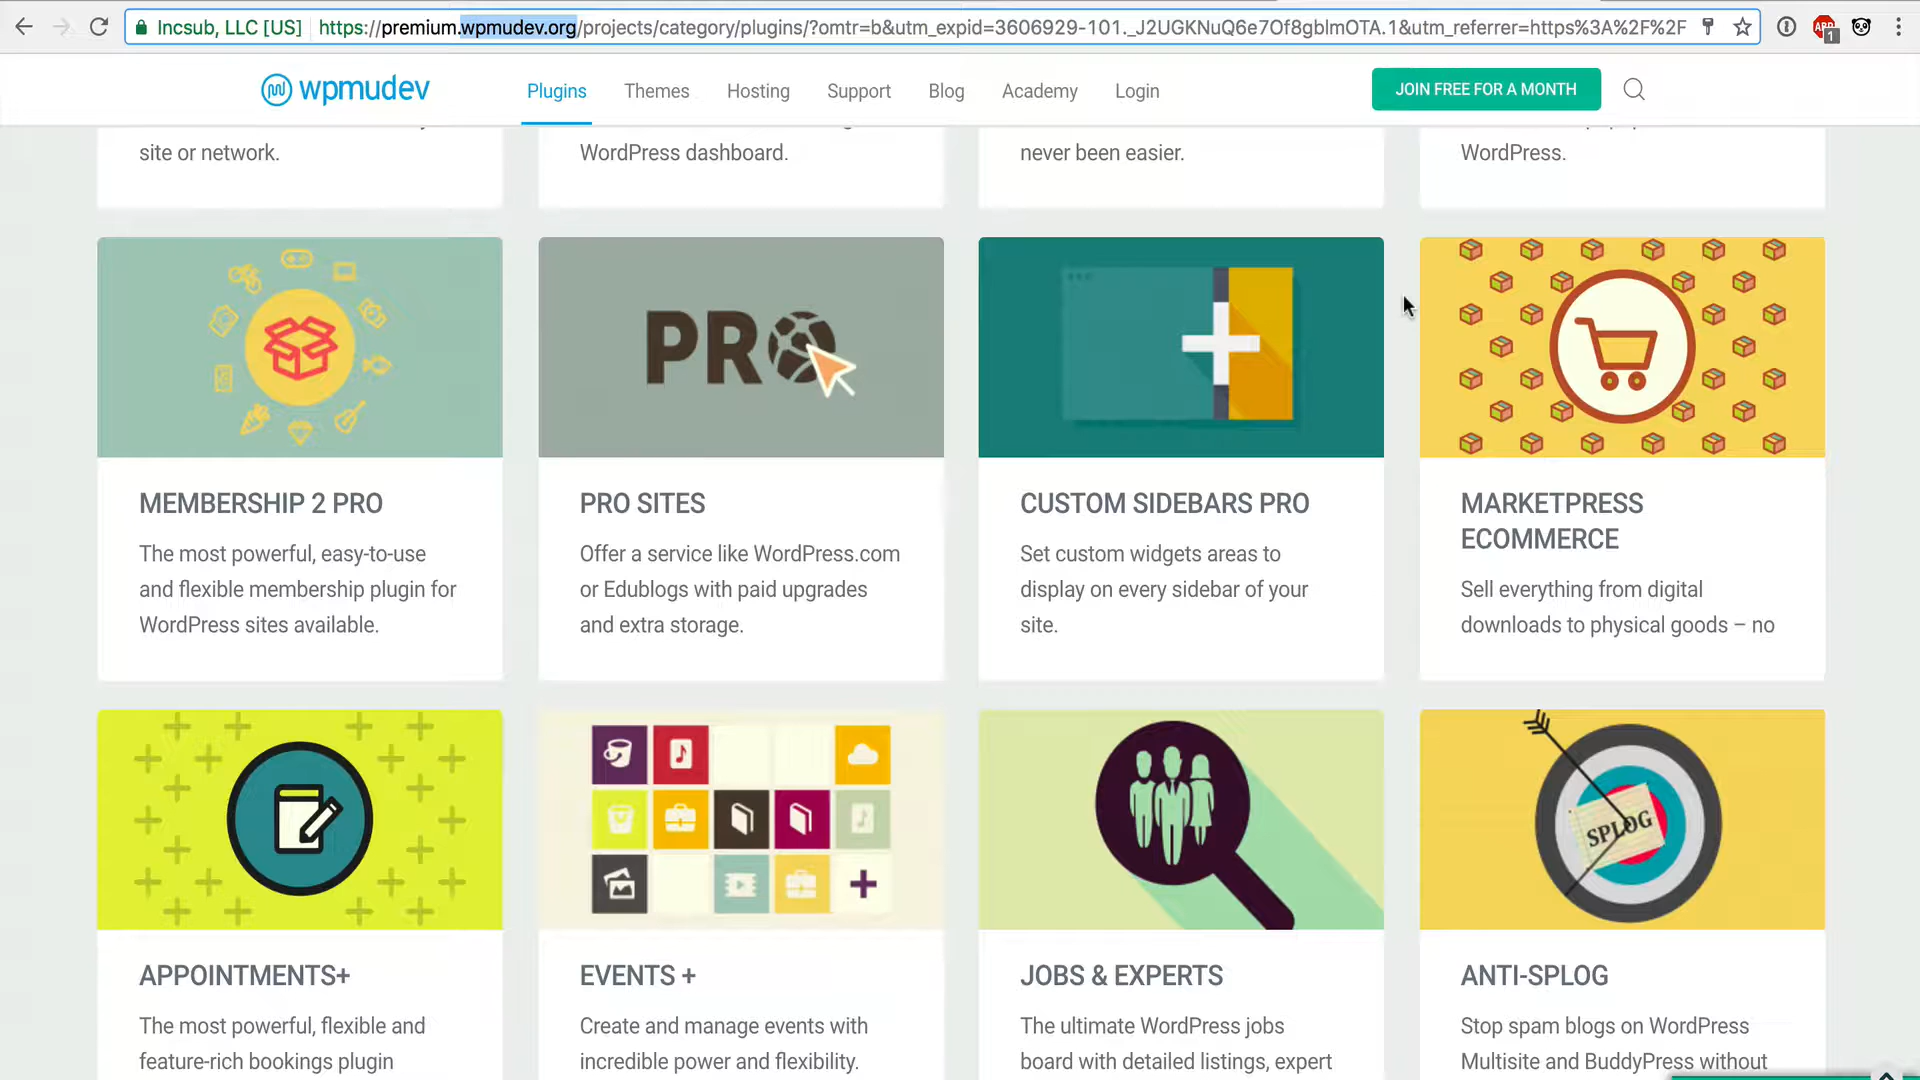 Incsub, LLC [US]
https://premium.wpmudev.org/projects/category/plugins/?omtr=b&utm_expid=3606929-101._J2UGKNuQ6e7Of8gblmOTA.1&utm_referrer=https%3A%2F%2F
ABP
1
wpmudev
Plugins
Themes
Hosting
Support
Blog
Academy
Login
JOIN FREE FOR A MONTH
site or network.
WordPress dashboard.
never been easier.
WordPress.
PRO
MEMBERSHIP 2 PRO
The most powerful, easy-to-use
and flexible membership plugin for
WordPress sites available.
PRO SITES
Offer a service like WordPress.com
or Edublogs with paid upgrades
and extra storage.
CUSTOM SIDEBARS PRO
Set custom widgets areas to
display on every sidebar of your
site.
MARKETPRESS
ECOMMERCE
Sell everything from digital
downloads to physical goods – no
SPLOG
APPOINTMENTS+
The most powerful, flexible and
feature-rich bookings plugin
EVENTS +
Create and manage events with
incredible power and flexibility.
JOBS & EXPERTS
The ultimate WordPress jobs
board with detailed listings, expert
ANTI-SPLOG
Stop spam blogs on WordPress
Multisite and BuddyPress without